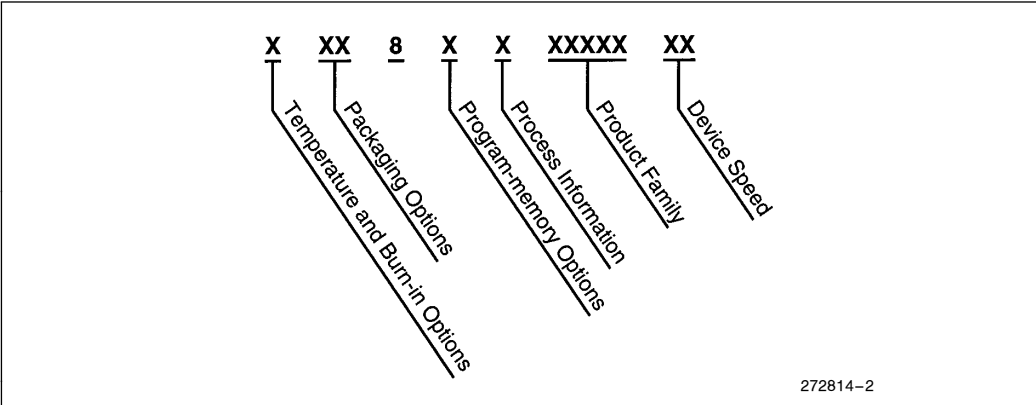 X XX 8 X X XXXXX XX
Temperature and Burn-in Options
Packaging Options
Program-memory Options
Process Information
Product Family
Device Speed
272814–2